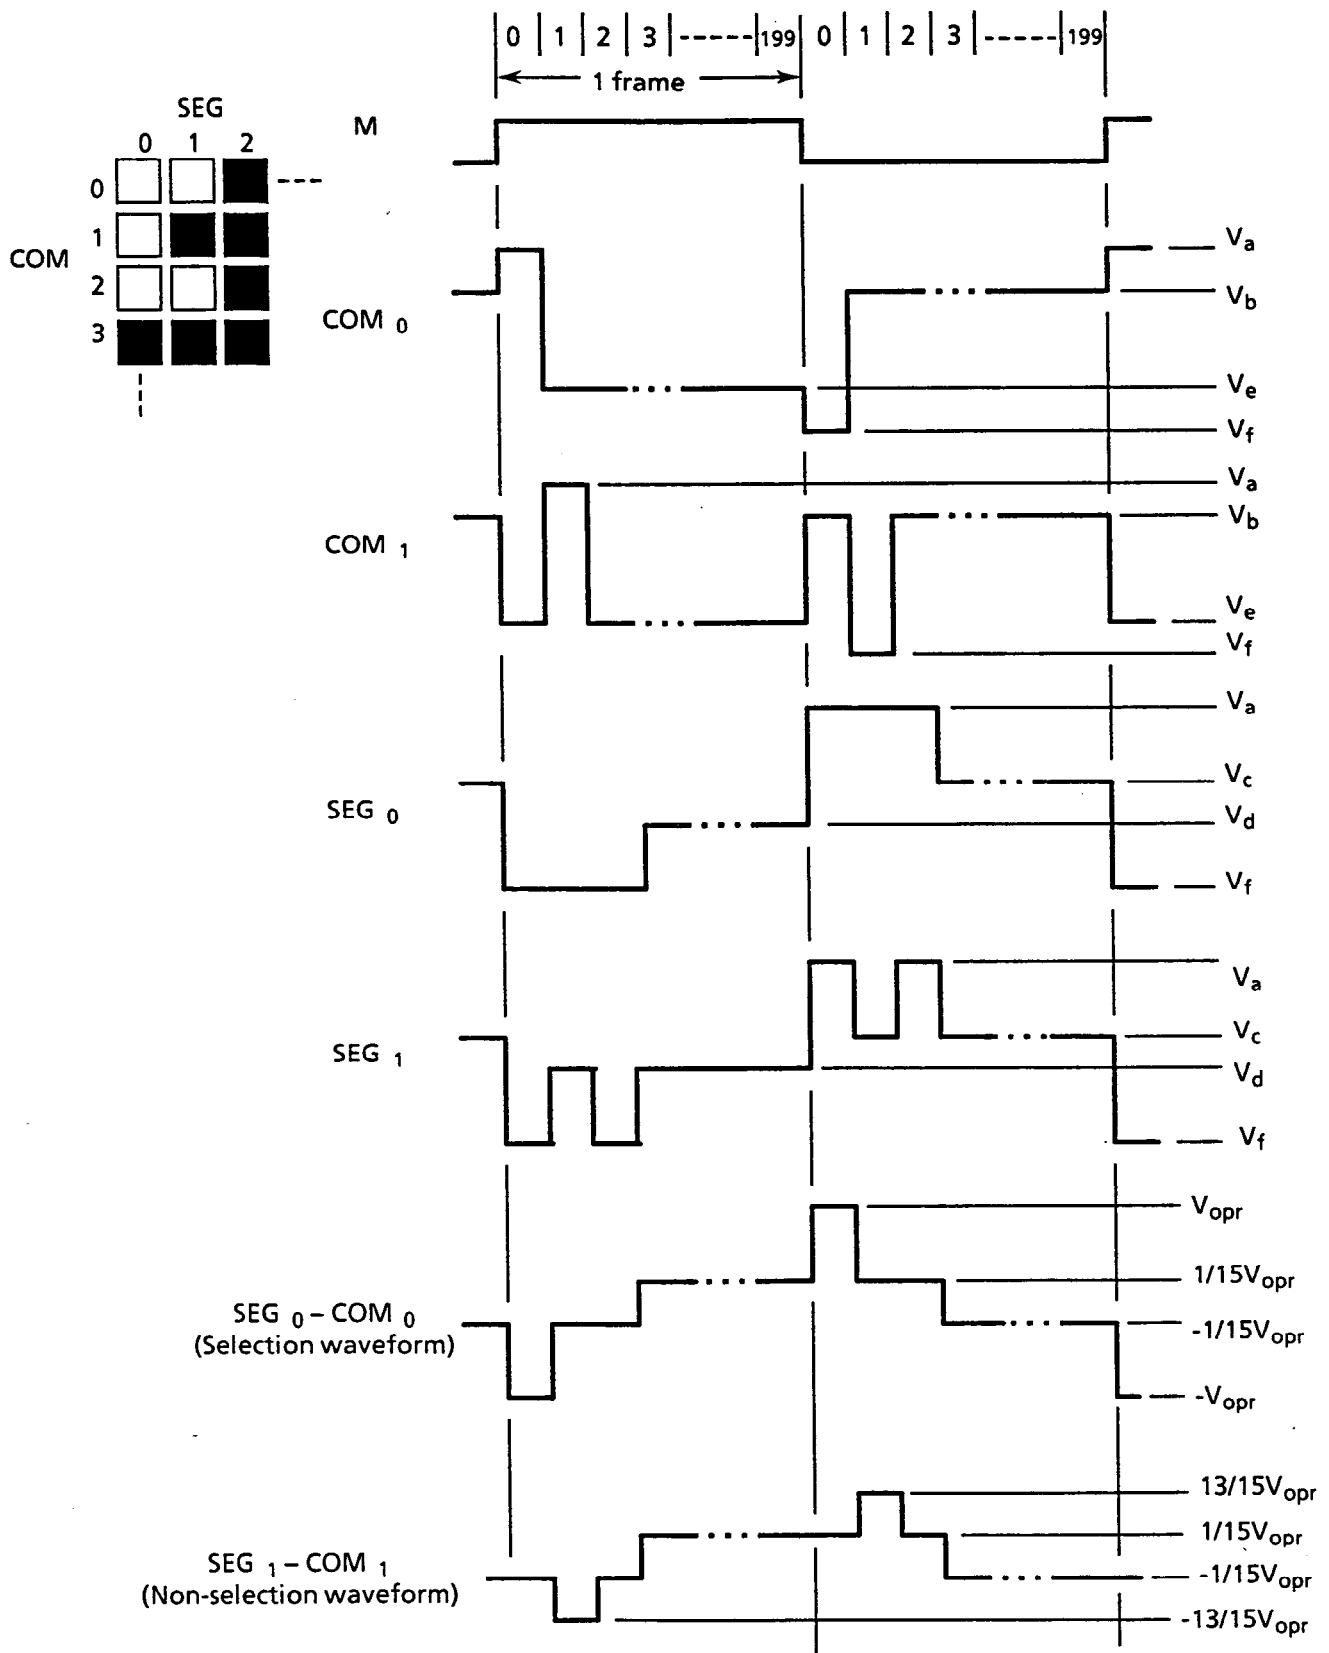 0 1 2 3 ----- 199 0 1 2 3 ----- 199
1 frame
SEG
M
0 1 2
0
1
COM
2
3
Va
Vb
COM 0
Ve
Vf
Va
Vb
COM 1
Ve
Vf
Va
Vc
SEG 0
Vd
Vf
Va
Vc
SEG 1
Vd
Vf
Vopr
1/15Vopr
SEG 0 – COM 0
(Selection waveform)
-1/15Vopr
-Vopr
13/15Vopr
1/15Vopr
SEG 1 – COM 1
(Non-selection waveform)
-1/15Vopr
-13/15Vopr